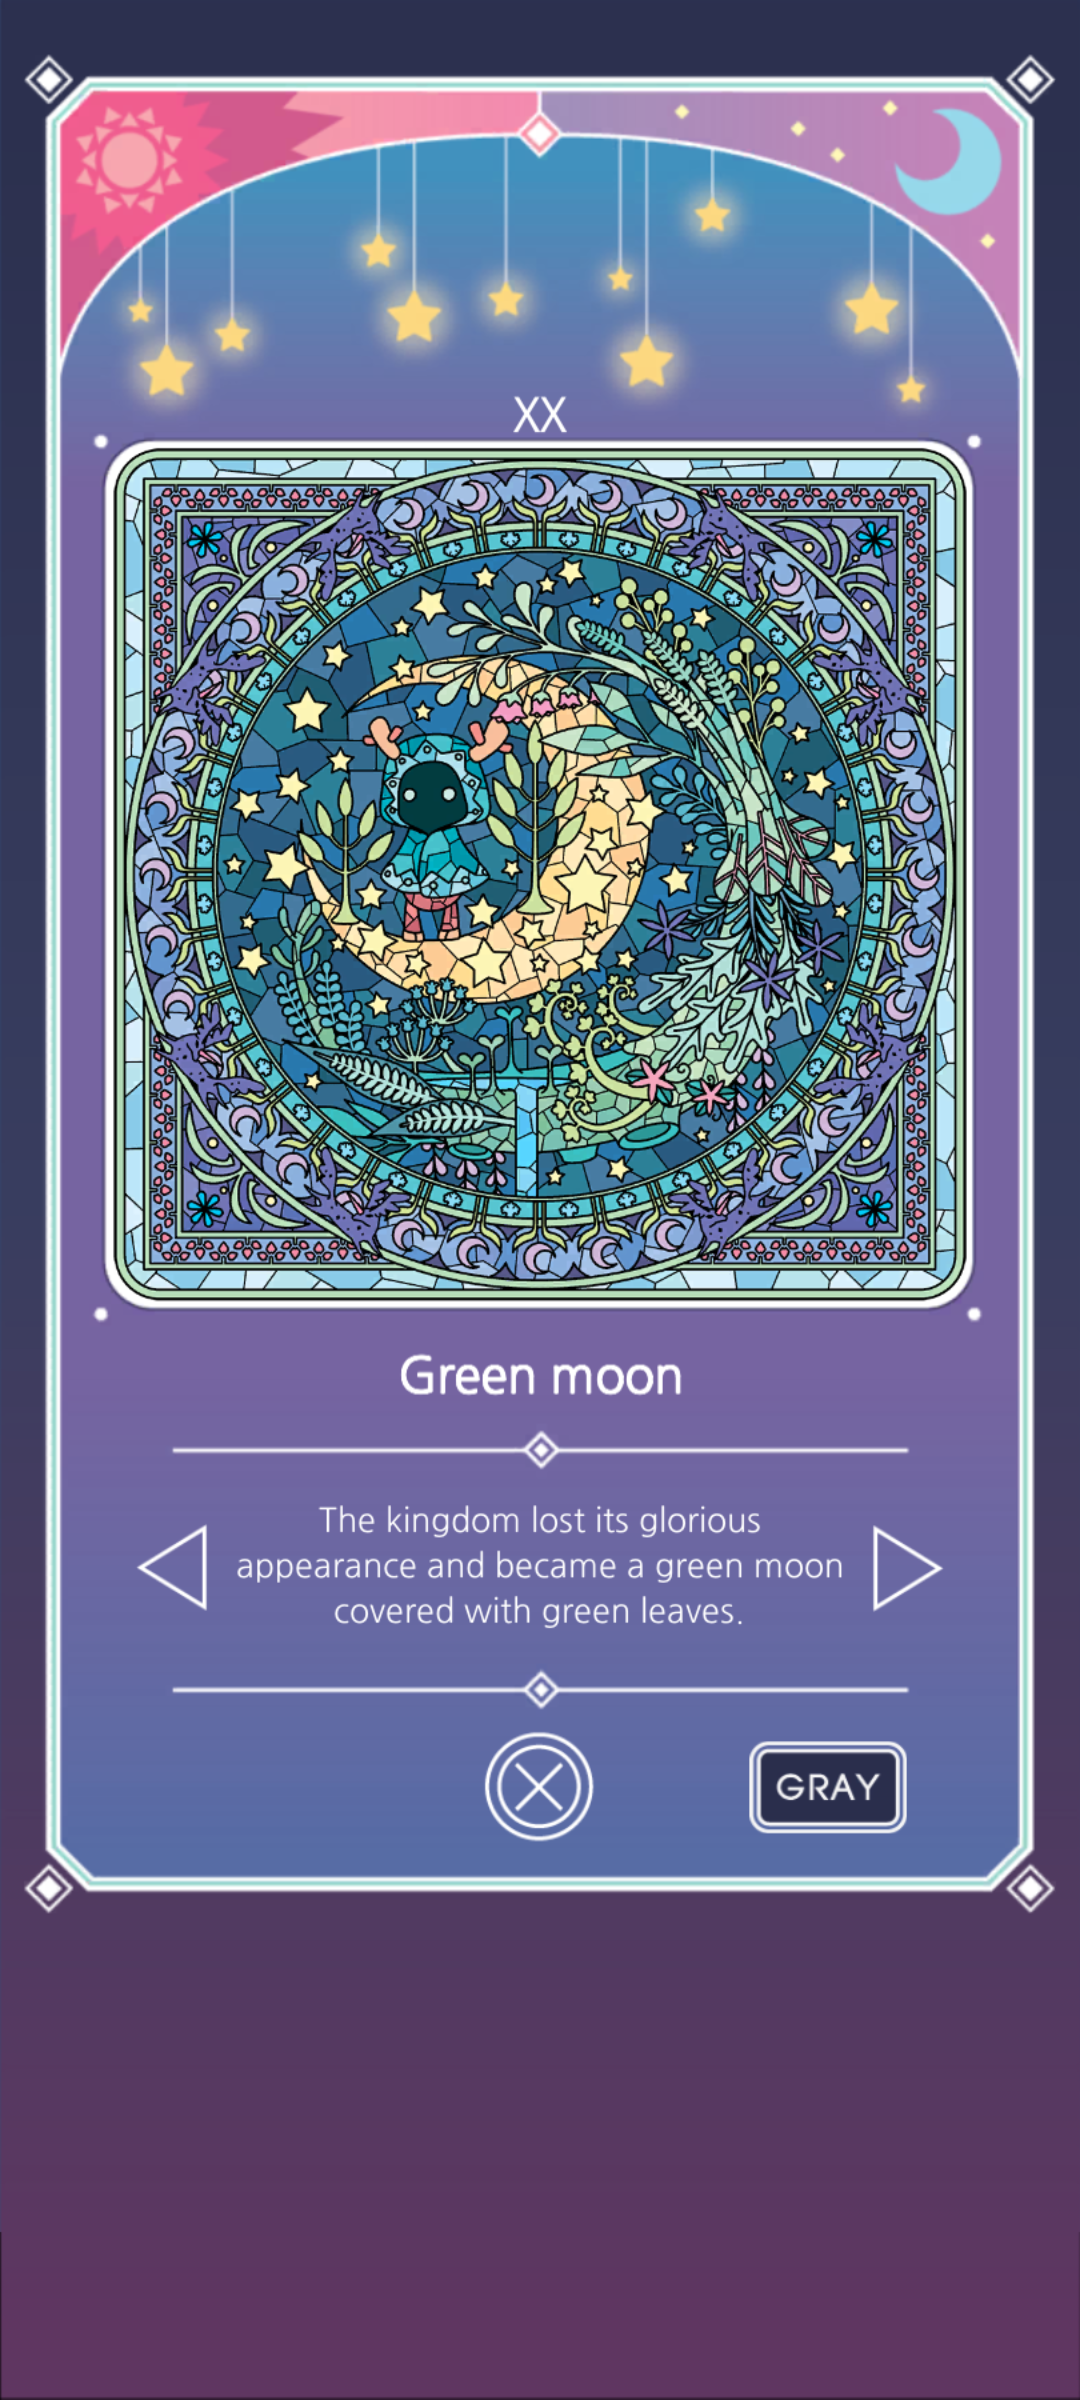 XX
Green moon
The kingdom lost its glorious
appearance and became a green moon
covered with green leaves.
GRAY